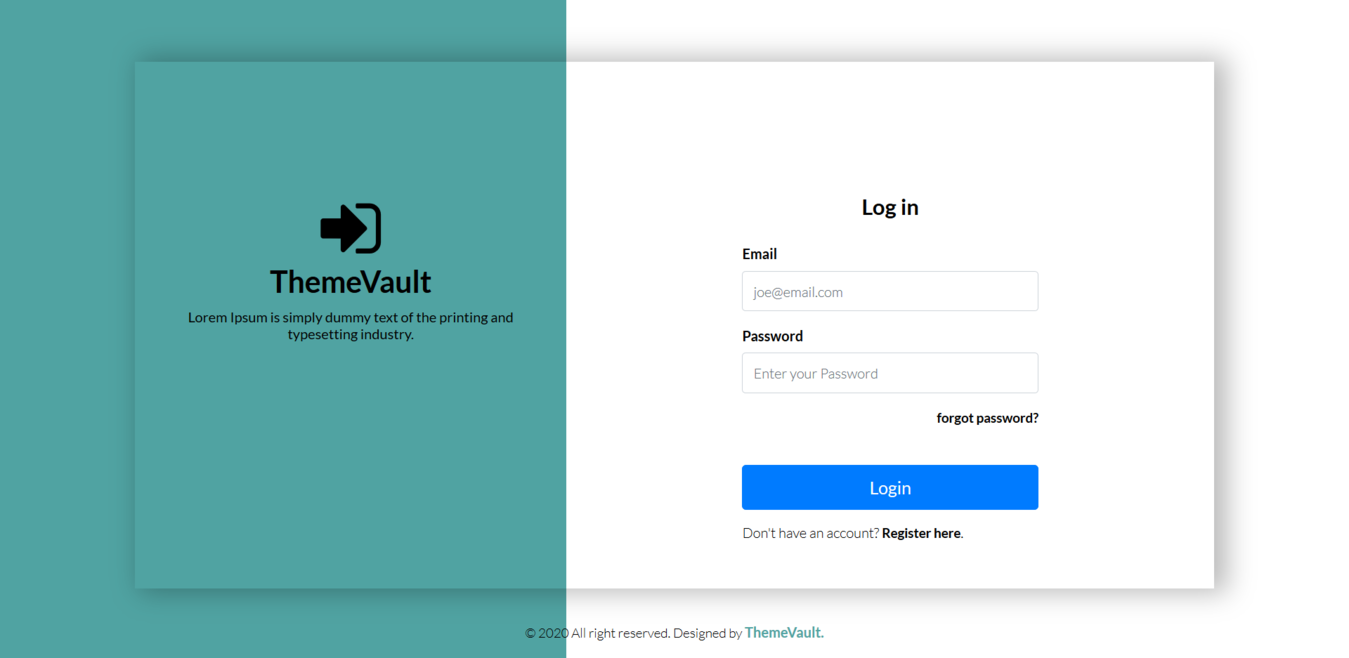 ThemeVault
Lorem Ipsum is simply dummy text of the printing and
typesetting industry.
Log in
Email
joe@email.com
Password
Enter your Password
forgot password?
Login
Don't have an account? Register here.
© 2020 All right reserved. Designed by ThemeVault.